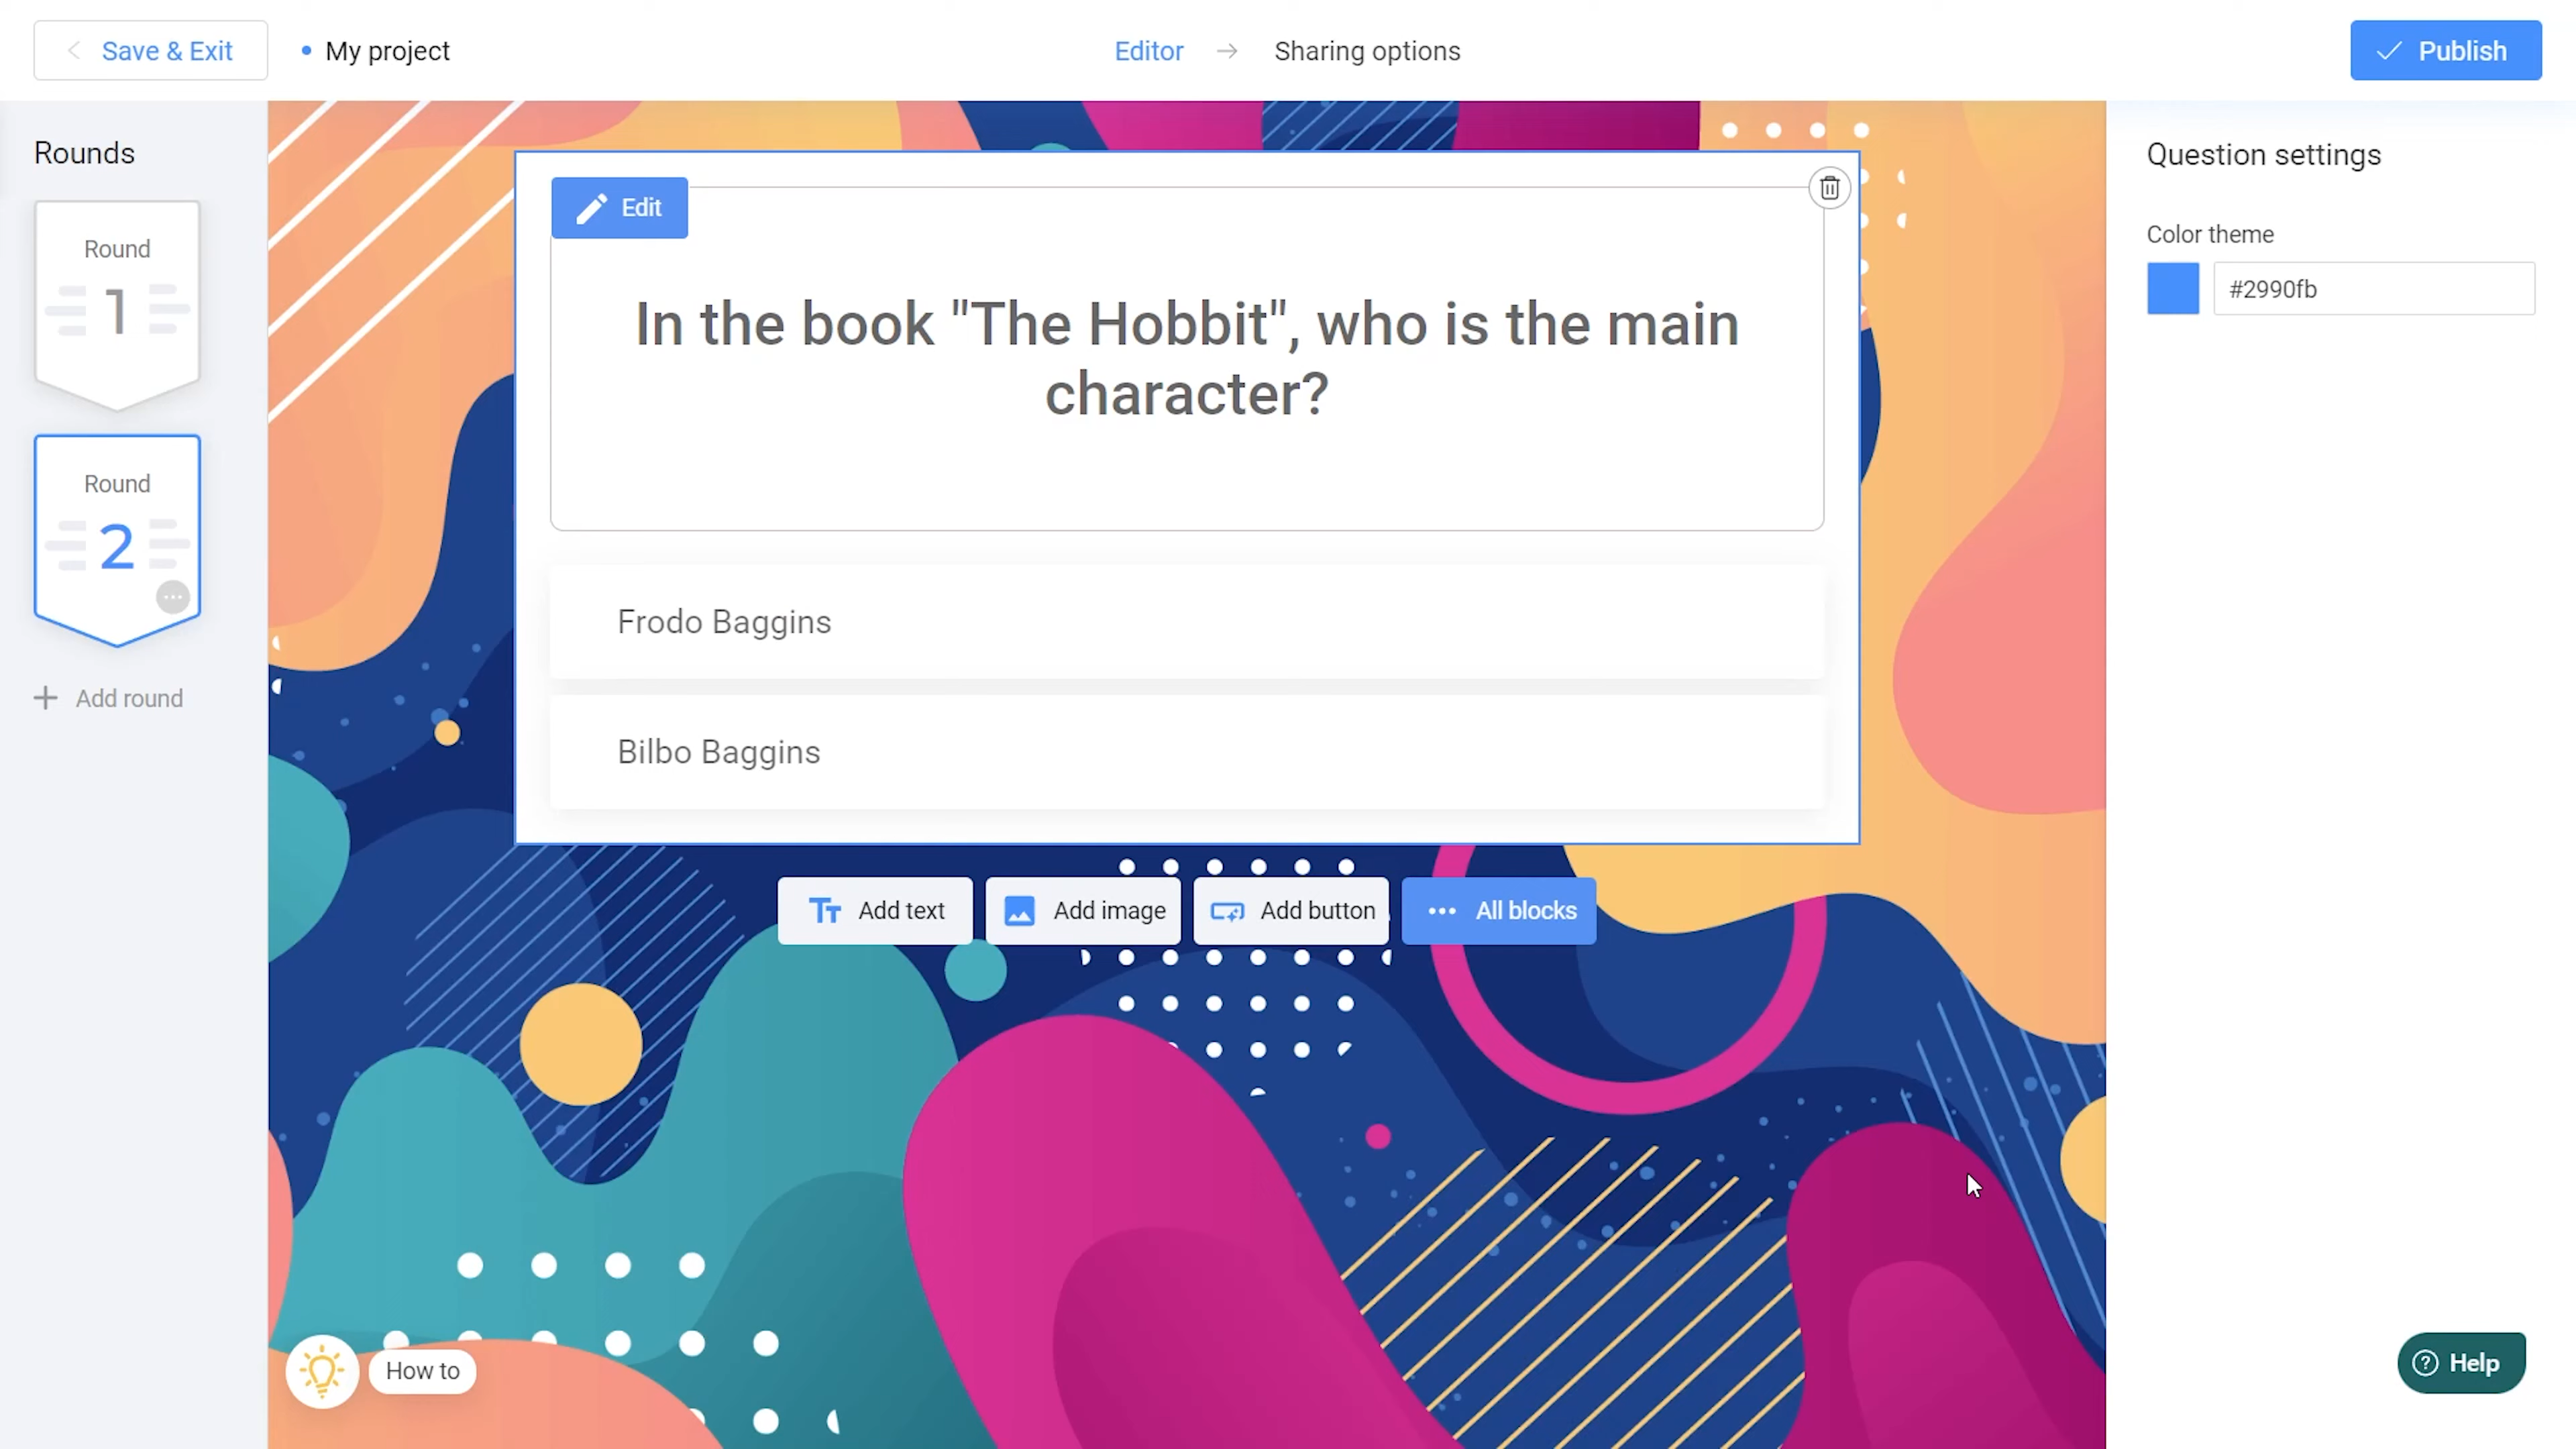 Save & Exit
My project
Editor
Sharing options
Publish
Rounds
Round
1
Round
2
Add round
Edit
In the book "The Hobbit", who is the main
character?
Frodo Baggins
Bilbo Baggins
Add text
Add image
Add button
All blocks
Question settings
Color theme
#2990fb
How to
Help